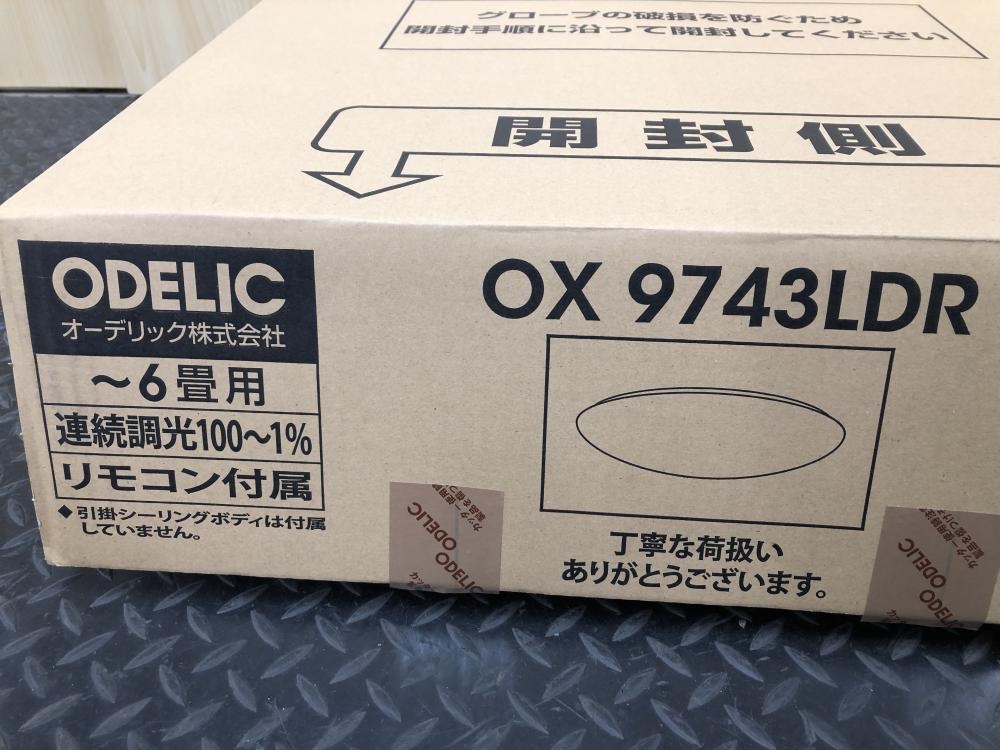 グローブの破損を防ぐため
開封手順に沿って開封してください
開封側
ODELIC
オーデリック株式会社
～6畳用
連続調光100～1%
リモコン付属
◆引掛シーリングボディは付属
していません。
OX 9743LDR
丁寧な荷扱い
ありがとうございます。
ODELIC
ODELIC
ODELIC
ODELIC